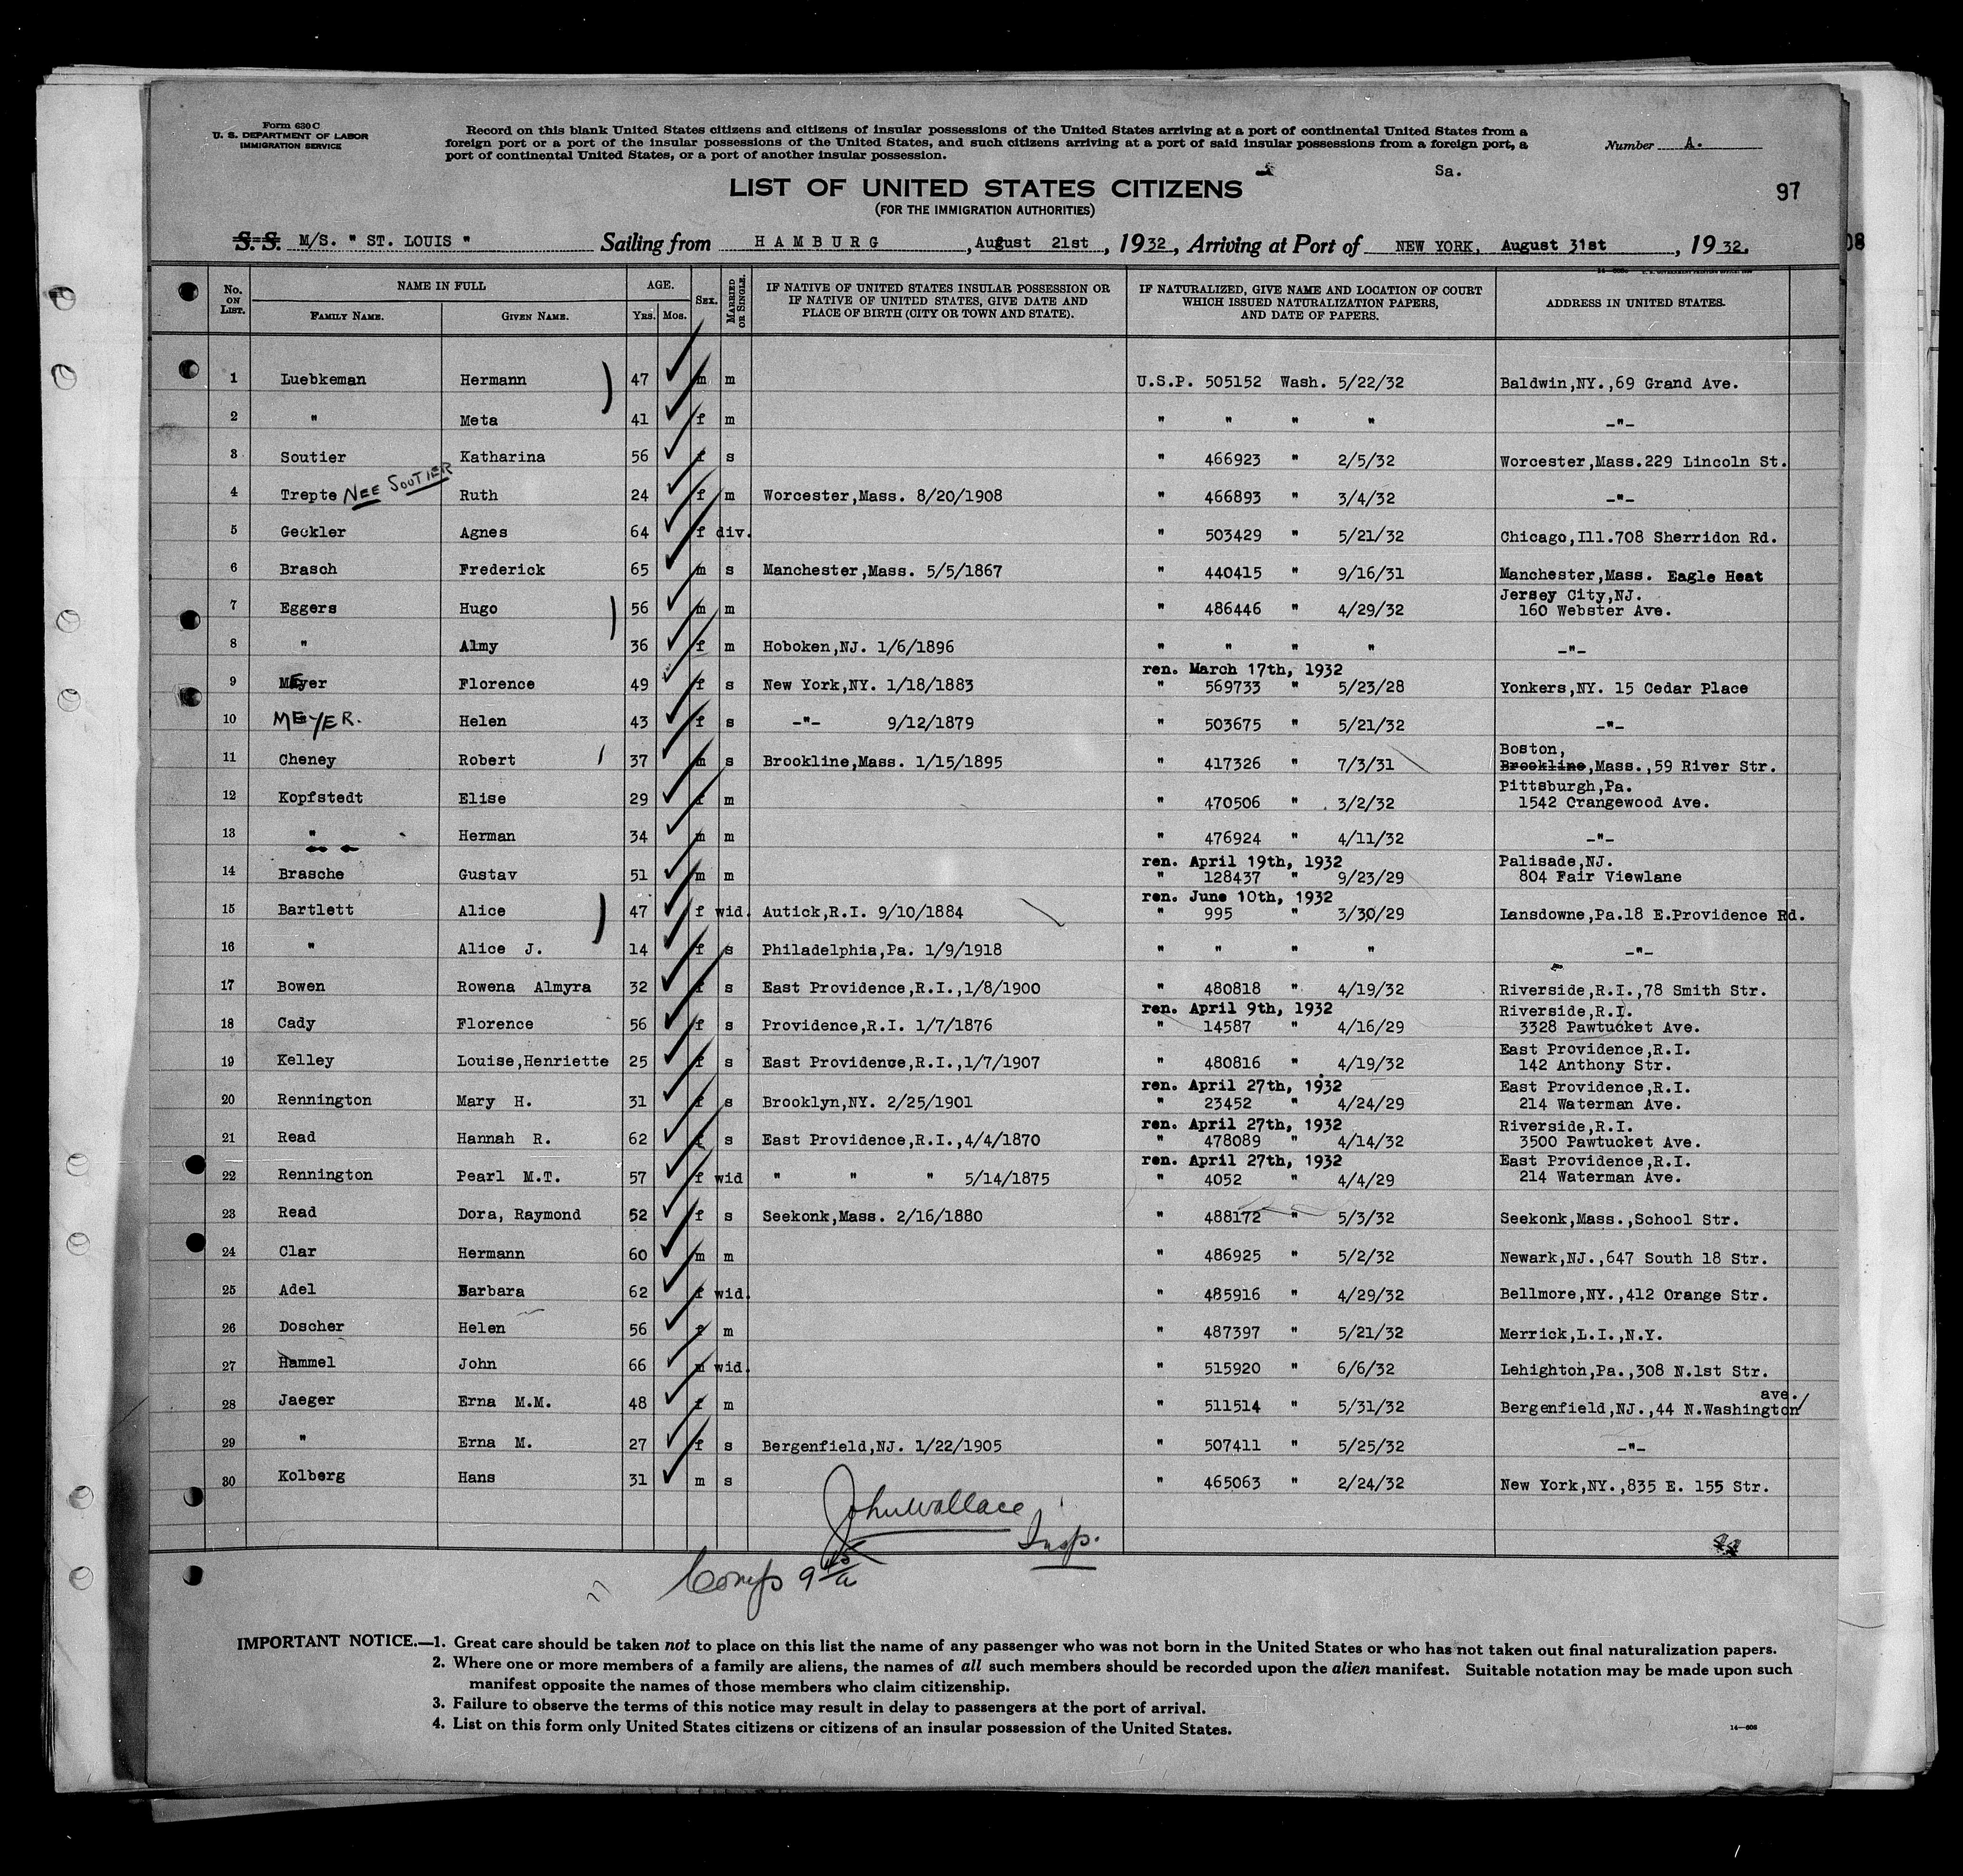 Form 630 C
U. S. DEPARTMENT OF LABOR
IMMIGRATION SERVICE
Record on this blank United States citizens and citizens of insular possessions of the United States arriving at a port of continental United States from a
foreign port or a port of the insular possessions of the United States, and such citizens arriving at a port of said insular possessions from a foreign port, a
port of continental United States, or a port of another insular possession.
Number A.
Sa.
LIST OF UNITED STATES CITIZENS
(FOR THE IMMIGRATION AUTHORITIES)
97
S. S. M/S. " ST. LOUIS " Sailing from HAMBURG, August 21st, 1932, Arriving at Port of NEW YORK, August 31st, 1932.
08
No. ON LIST. NAME IN FULL FAMILY NAME. GIVEN NAME. AGE. YRS. MOS. SEX. MARRIED OR SINGLE. IF NATIVE OF UNITED STATES INSULAR POSSESSION OR IF NATIVE OF UNITED STATES, GIVE DATE AND PLACE OF BIRTH (CITY OR TOWN AND STATE). IF NATURALIZED, GIVE NAME AND LOCATION OF COURT WHICH ISSUED NATURALIZATION PAPERS, AND DATE OF PAPERS. ADDRESS IN UNITED STATES.
1 Luebkeman Hermann ) 47 m m U.S.P. 505152 Wash. 5/22/32 Baldwin,NY.,69 Grand Ave.
2 " Meta 41 f m " " " " -"-
3 Soutier Katharina 56 f s " 466923 " 2/5/32 Worcester,Mass.229 Lincoln St.
4 Trepte NEE SOUTIER Ruth 24 f m Worcester,Mass. 8/20/1908 " 466893 " 3/4/32 -"-
5 Geckler Agnes 64 f div. " 503429 " 5/21/32 Chicago,Ill.708 Sherridon Rd.
6 Brasch Frederick 65 m s Manchester,Mass. 5/5/1867 " 440415 " 9/16/31 Manchester,Mass. Eagle Heat
Jersey City,NJ.
7 Eggers Hugo ) 56 m m " 486446 " 4/29/32 160 Webster Ave.
8 " Almy 36 f m Hoboken,NJ. 1/6/1896 " " " " -"-
ren. March 17th, 1932
9 Meyer Florence 49 f s New York,NY. 1/18/1883 " 569733 " 5/23/28 Yonkers,NY. 15 Cedar Place
10 MEYER. Helen 43 f s -"- 9/12/1879 " 503675 " 5/21/32 -"-
Boston,
11 Cheney Robert 37 m s Brookline,Mass. 1/15/1895 " 417326 " 7/3/31 Brookline,Mass.,59 River Str.
Pittsburgh,Pa.
12 Kopfstedt Elise 29 f m " 470506 " 3/2/32 1542 Crangewood Ave.
13 " Herman 34 m m " 476924 " 4/11/32 -"-
ren. April 19th, 1932 Palisade,NJ.
14 Brasche Gustav 51 m m " 128437 " 9/23/29 804 Fair Viewlane
ren. June 10th, 1932
15 Bartlett Alice ) 47 f wid. Autick,R.I. 9/10/1884 " 995 " 3/30/29 Lansdowne,Pa.18 E.Providence Rd.
16 " Alice J. 14 f s Philadelphia,Pa. 1/9/1918 " " " " -"-
17 Bowen Rowena Almyra 32 f s East Providence,R.I.,1/8/1900 " 480818 " 4/19/32 Riverside,R.I.,78 Smith Str.
ren. April 9th, 1932 Riverside,R.I.
18 Cady Florence 56 f s Providence,R.I. 1/7/1876 " 14587 " 4/16/29 3328 Pawtucket Ave.
East Providence,R.I.
19 Kelley Louise,Henriette 25 f s East Providence,R.I.,1/7/1907 " 480816 " 4/19/32 142 Anthony Str.
ren. April 27th, 1932 East Providence,R.I.
20 Rennington Mary H. 31 f s Brooklyn,NY. 2/25/1901 " 23452 " 4/24/29 214 Waterman Ave.
ren. April 27th, 1932 Riverside,R.I.
21 Read Hannah R. 62 f s East Providence,R.I.,4/4/1870 " 478089 " 4/14/32 3500 Pawtucket Ave.
ren. April 27th, 1932 East Providence,R.I.
22 Rennington Pearl M.T. 57 f wid " " " 5/14/1875 " 4052 " 4/4/29 214 Waterman Ave.
23 Read Dora, Raymond 52 f s Seekonk,Mass. 2/16/1880 " 488172 " 5/3/32 Seekonk,Mass.,School Str.
24 Clar Hermann 60 m m " 486925 " 5/2/32 Newark,NJ.,647 South 18 Str.
25 Adel Barbara 62 f wid. " 485916 " 4/29/32 Bellmore,NY.,412 Orange Str.
26 Doscher Helen 56 f m " 487397 " 5/21/32 Merrick,L.I.,N.Y.
27 Hammel John 66 m wid. " 515920 " 6/6/32 Lehighton,Pa.,308 N.1st Str.
ave.
28 Jaeger Erna M.M. 48 f m " 511514 " 5/31/32 Bergenfield,NJ.,44 N.Washington/
29 " Erna M. 27 f s Bergenfield,NJ. 1/22/1905 " 507411 " 5/25/32 -"-
30 Kolberg Hans 31 m s " 465063 " 2/24/32 New York,NY.,835 E. 155 Str.
John Wallace
Insp.
IMPORTANT NOTICE.—1. Great care should be taken not to place on this list the name of any passenger who was not born in the United States or who has not taken out final naturalization papers.
2. Where one or more members of a family are aliens, the names of all such members should be recorded upon the alien manifest. Suitable notation may be made upon such
manifest opposite the names of those members who claim citizenship.
3. Failure to observe the terms of this notice may result in delay to passengers at the port of arrival.
4. List on this form only United States citizens or citizens of an insular possession of the United States.